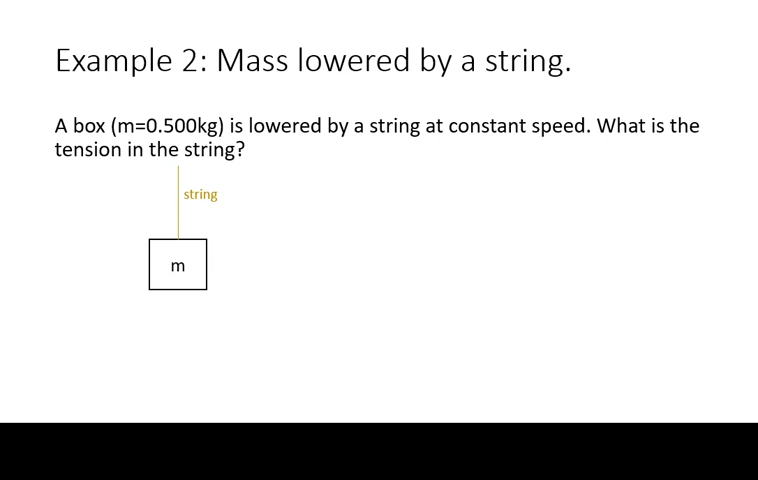 Example 2: Mass lowered by a string.
A box (m=0.500kg) is lowered by a string at constant speed. What is the
tension in the string?
string
m